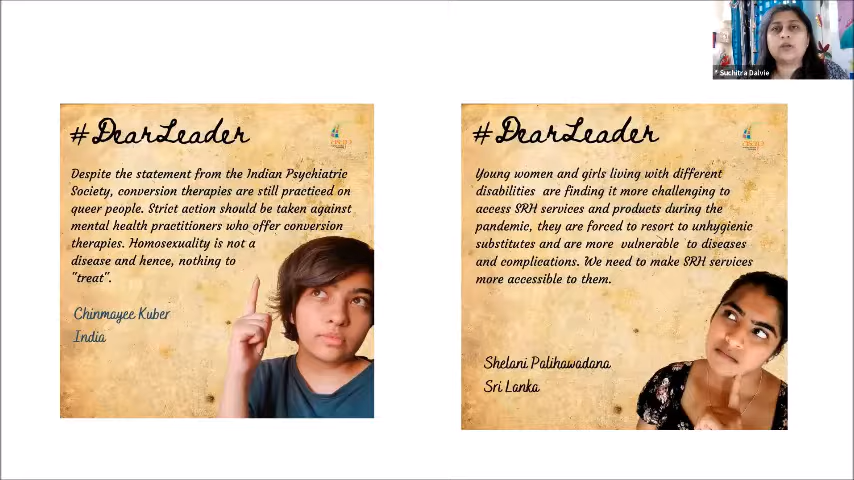 * Suchitra Dalvie
#DearLeader
Despite the statement from the Indian Psychiatric
Society, conversion therapies are still practiced on
queer people. Strict action should be taken against
mental health practitioners who offer conversion
therapies. Homosexuality is not a
disease and hence, nothing to
"treat".
Chinmayee Kuber
India
#DearLeader
Young women and girls living with different
disabilities are finding it more challenging to
access SRH services and products during the
pandemic, they are forced to resort to unhygienic
substitutes and are more vulnerable to diseases
and complications. We need to make SRH services
more accessible to them.
Shelani Palihawadana
Sri Lanka